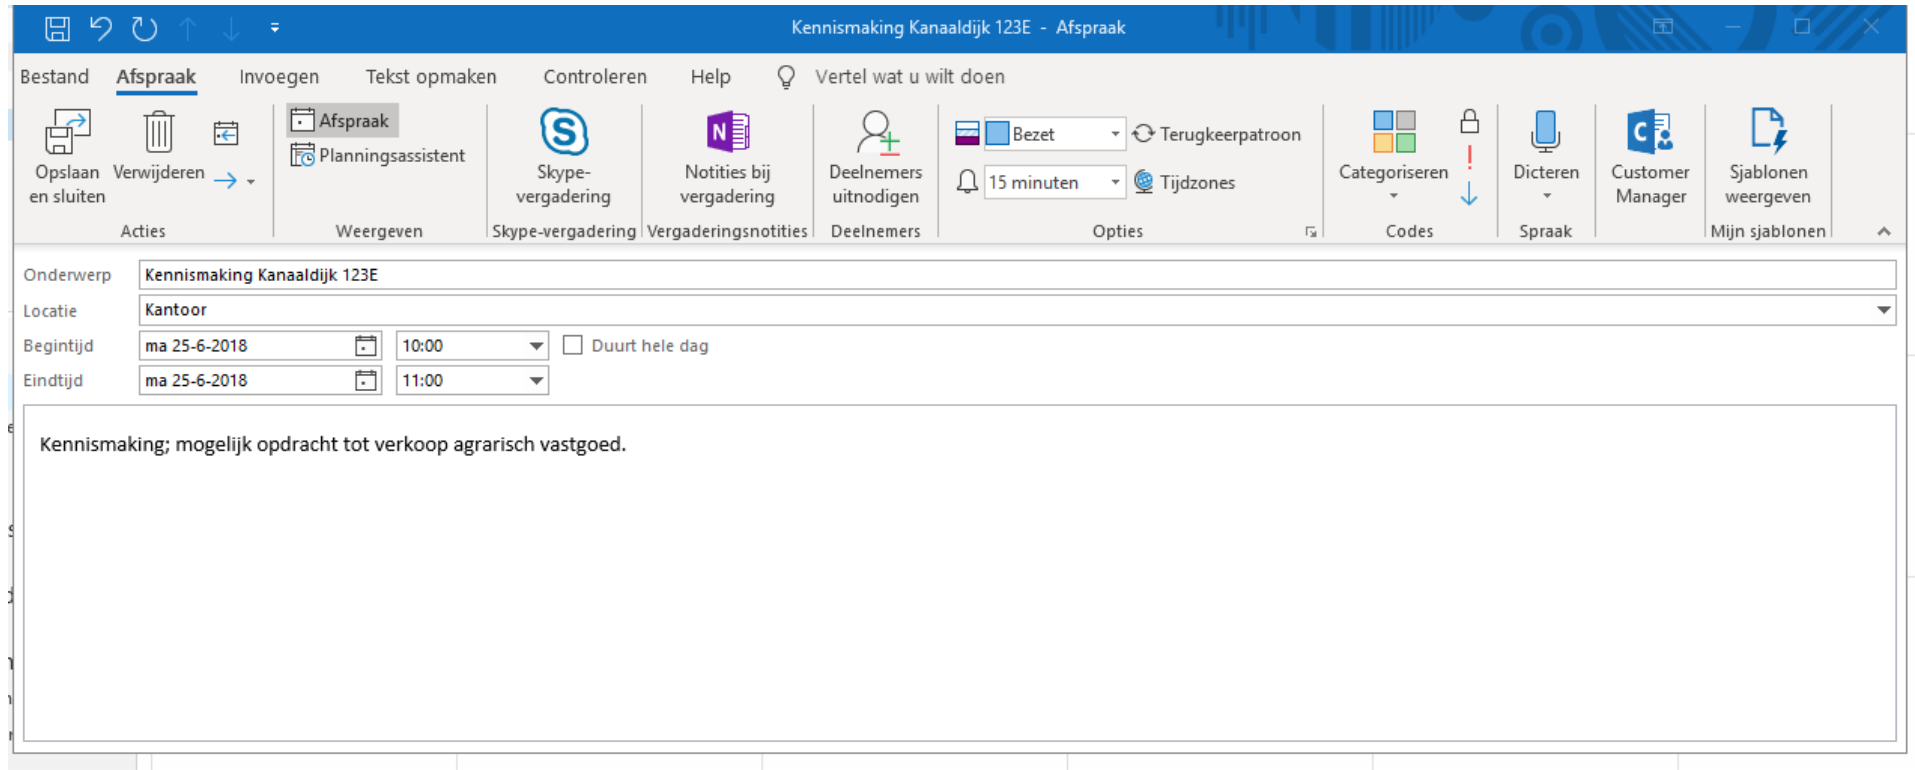 Kennismaking Kanaaldijk 123E - Afspraak
Bestand Afspraak Invoegen Tekst opmaken Controleren Help Vertel wat u wilt doen
Opslaan en sluiten
Verwijderen
Acties
Afspraak
Planningsassistent
Weergeven
Skype-
vergadering
Skype-vergadering
Notities bij
vergadering
Vergaderingsnotities
Deelnemers
uitnodigen
Deelnemers
Bezet
Terugkeerpatroon
15 minuten
Tijdzones
Opties
Categoriseren
Codes
Dicteren
Spraak
Customer
Manager
Sjablonen
weergeven
Mijn sjablonen
Onderwerp Kennismaking Kanaaldijk 123E
Locatie Kantoor
Begintijd ma 25-6-2018 10:00 Duurt hele dag
Eindtijd ma 25-6-2018 11:00
Kennismaking; mogelijk opdracht tot verkoop agrarisch vastgoed.